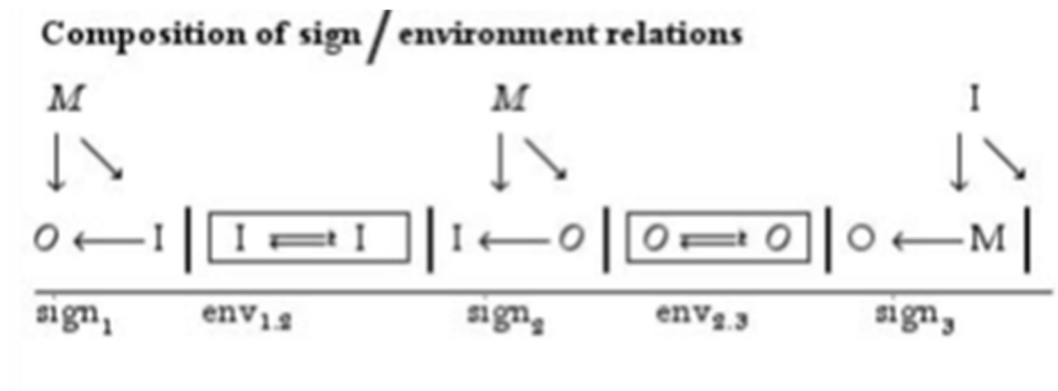 Composition of sign / environment relations
M M I
O ← I | I ⇌ I | I ← O | O ⇌ O | O ← M |
sign₁ env₁.₂ sign₂ env₂.₃ sign₃